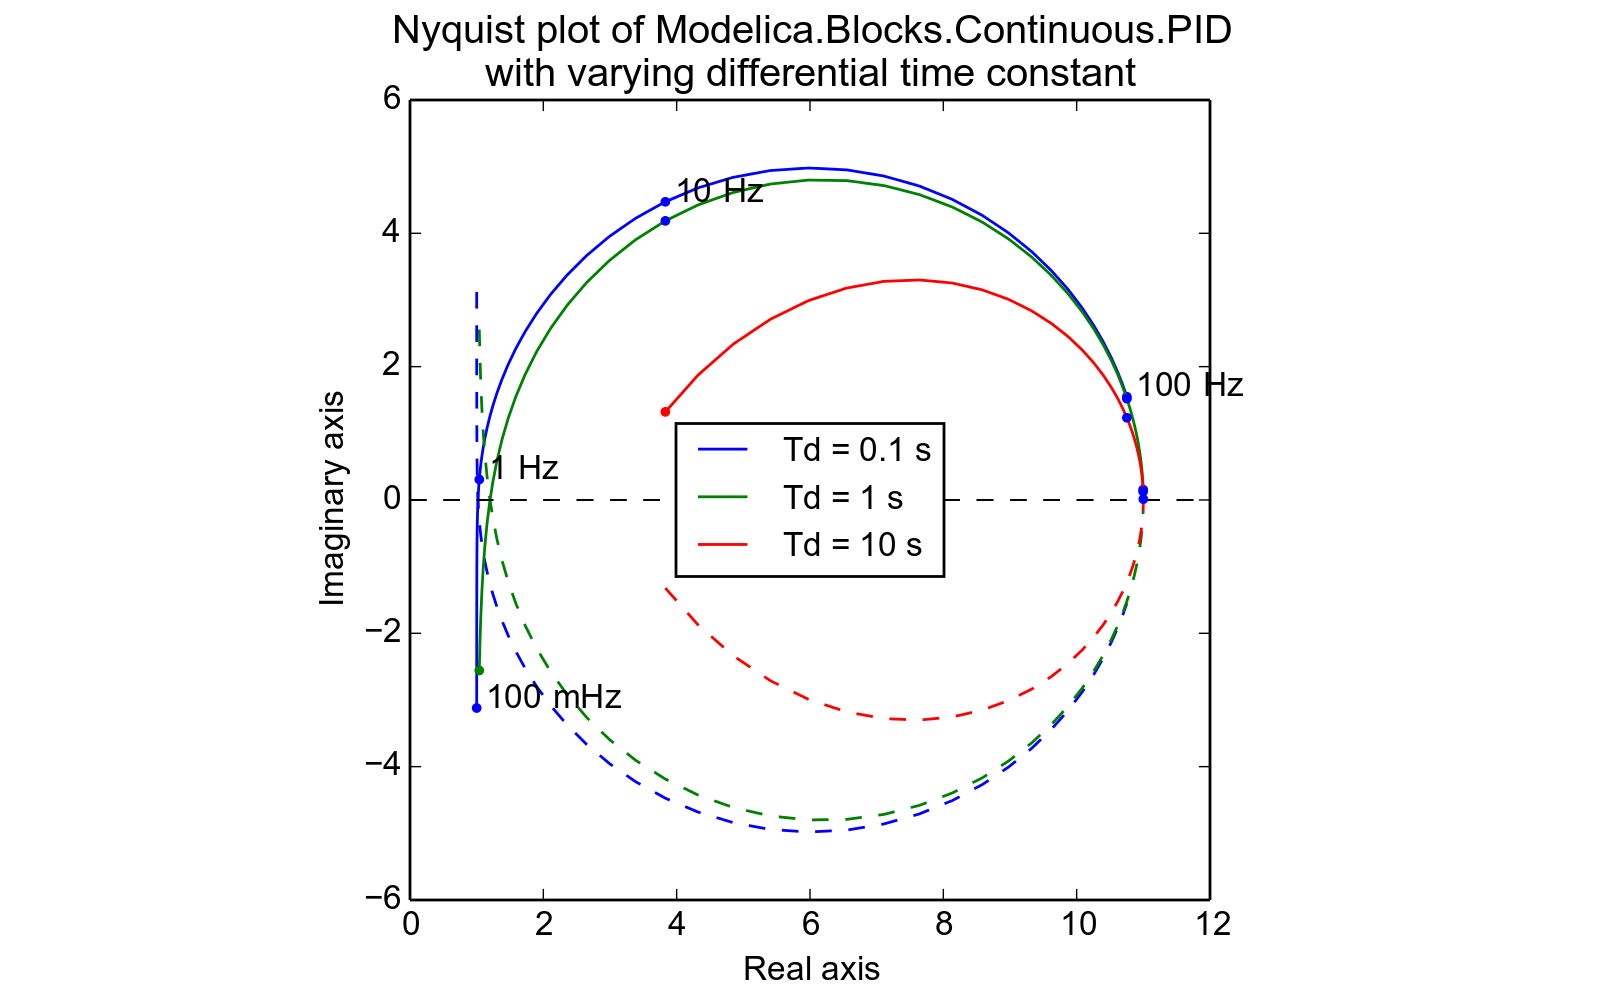 Nyquist plot of Modelica.Blocks.Continuous.PID
with varying differential time constant
6
4
2
0
−2
−4
−6
Imaginary axis
10 Hz
100 Hz
1 Hz
100 mHz
Td = 0.1 s
Td = 1 s
Td = 10 s
0 2 4 6 8 10 12
Real axis